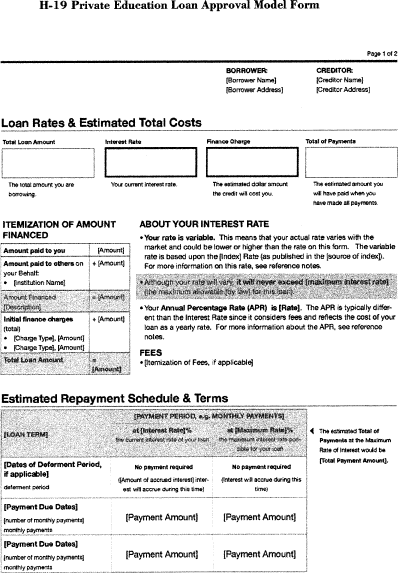 H-19 Private Education Loan Approval Model Form
Page 1 of 2
BORROWER:
[Borrower Name]
[Borrower Address]
CREDITOR:
[Creditor Name]
[Creditor Address]
Loan Rates & Estimated Total Costs
Total Loan Amount
Interest Rate
Finance Charge
Total of Payments
The total amount you are
borrowing.
Your current interest rate.
The estimated dollar amount
the credit will cost you.
The estimated amount you
will have paid when you
have made all payments.
ITEMIZATION OF AMOUNT
FINANCED
Amount paid to you [Amount]
Amount paid to others on + [Amount]
your Behalf:
• [Institution Name]
Amount Financed = [Amount]
[Description]
Initial finance charges + [Amount]
(total)
• [Charge Type], [Amount]
• [Charge Type], [Amount]
Total Loan Amount =
[Amount]
ABOUT YOUR INTEREST RATE
• Your rate is variable. This means that your actual rate varies with the
market and could be lower or higher than the rate on this form. The variable
rate is based upon the [Index] Rate (as published in the [source of index]).
For more information on this rate, see reference notes.
• Although your rate will vary, it will never exceed [maximum interest rate]
(the maximum allowable [by law] for this loan).
• Your Annual Percentage Rate (APR) is [Rate]. The APR is typically differ-
ent than the Interest Rate since it considers fees and reflects the cost of your
loan as a yearly rate. For more information about the APR, see reference
notes.
FEES
• [Itemization of Fees, if applicable]
Estimated Repayment Schedule & Terms
[LOAN TERM]
[PAYMENT PERIOD, e.g. MONTHLY PAYMENTS]
at [Interest Rate]%
the current interest rate of your loan
at [Maximum Rate]%
the maximum interest rate pos-
sible for your loan
[Dates of Deferment Period,
if applicable]
deferment period
No payment required
([Amount of accrued interest] inter-
est will accrue during this time)
No payment required
(Interest will accrue during this
time)
[Payment Due Dates]
[number of monthly payments]
monthly payments
[Payment Amount]
[Payment Amount]
[Payment Due Dates]
[number of monthly payments]
monthly payments
[Payment Amount]
[Payment Amount]
The estimated Total of
Payments at the Maximum
Rate of Interest would be
[Total Payment Amount].